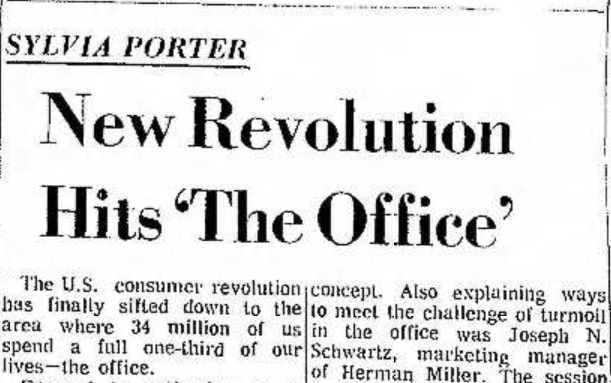 SYLVIA PORTER
New Revolution
Hits ‘The Office’
The U.S. consumer revolution
has finally sifted down to the
area where 34 million of us
spend a full one-third of our
lives—the office.
concept. Also explaining ways
to meet the challenge of turmoil
in the office was Joseph N.
Schwartz, marketing manager
of Herman Miller. The session